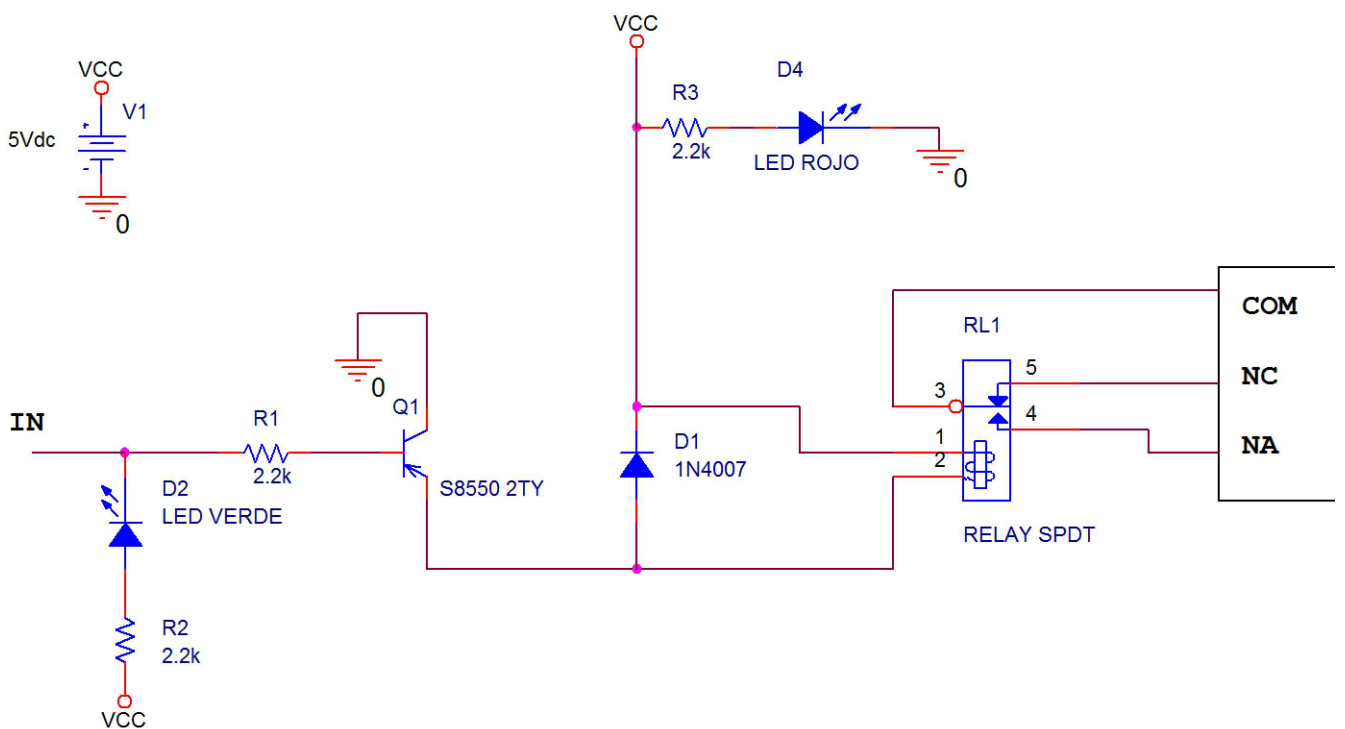 VCC
VCC
D4
R3
V1
5Vdc
+
-
2.2k
LED ROJO
0
0
COM
RL1
NC
5
3
0
Q1
4
IN
R1
NA
D1
1
1N4007
2
2.2k
D2
S8550 2TY
LED VERDE
RELAY SPDT
R2
2.2k
VCC